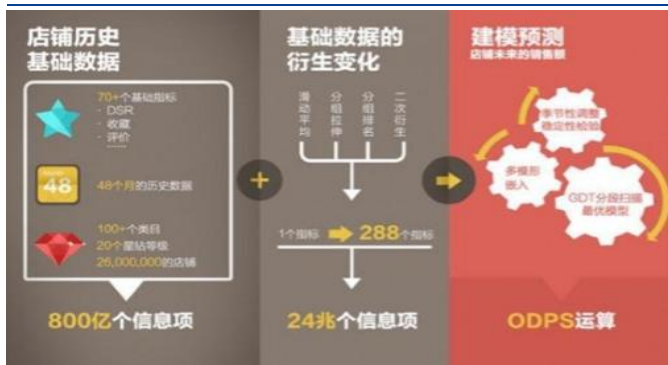 店铺历史
基础数据
70+个基础指标
- DSR
- 收藏
- 评价
48
48个月的历史数据
100+个类目
20个星钻等级
26,000,000的店铺
800亿个信息项
+
基础数据的
衍生变化
滑动平均
分组拉伸
分组排名
二次衍生
1个指标
288个指标
24兆个信息项
建模预测
店铺未来的销售额
季节性调整
稳定性检验
多模形
嵌入
GDT分段扫描
最优模型
ODPS运算